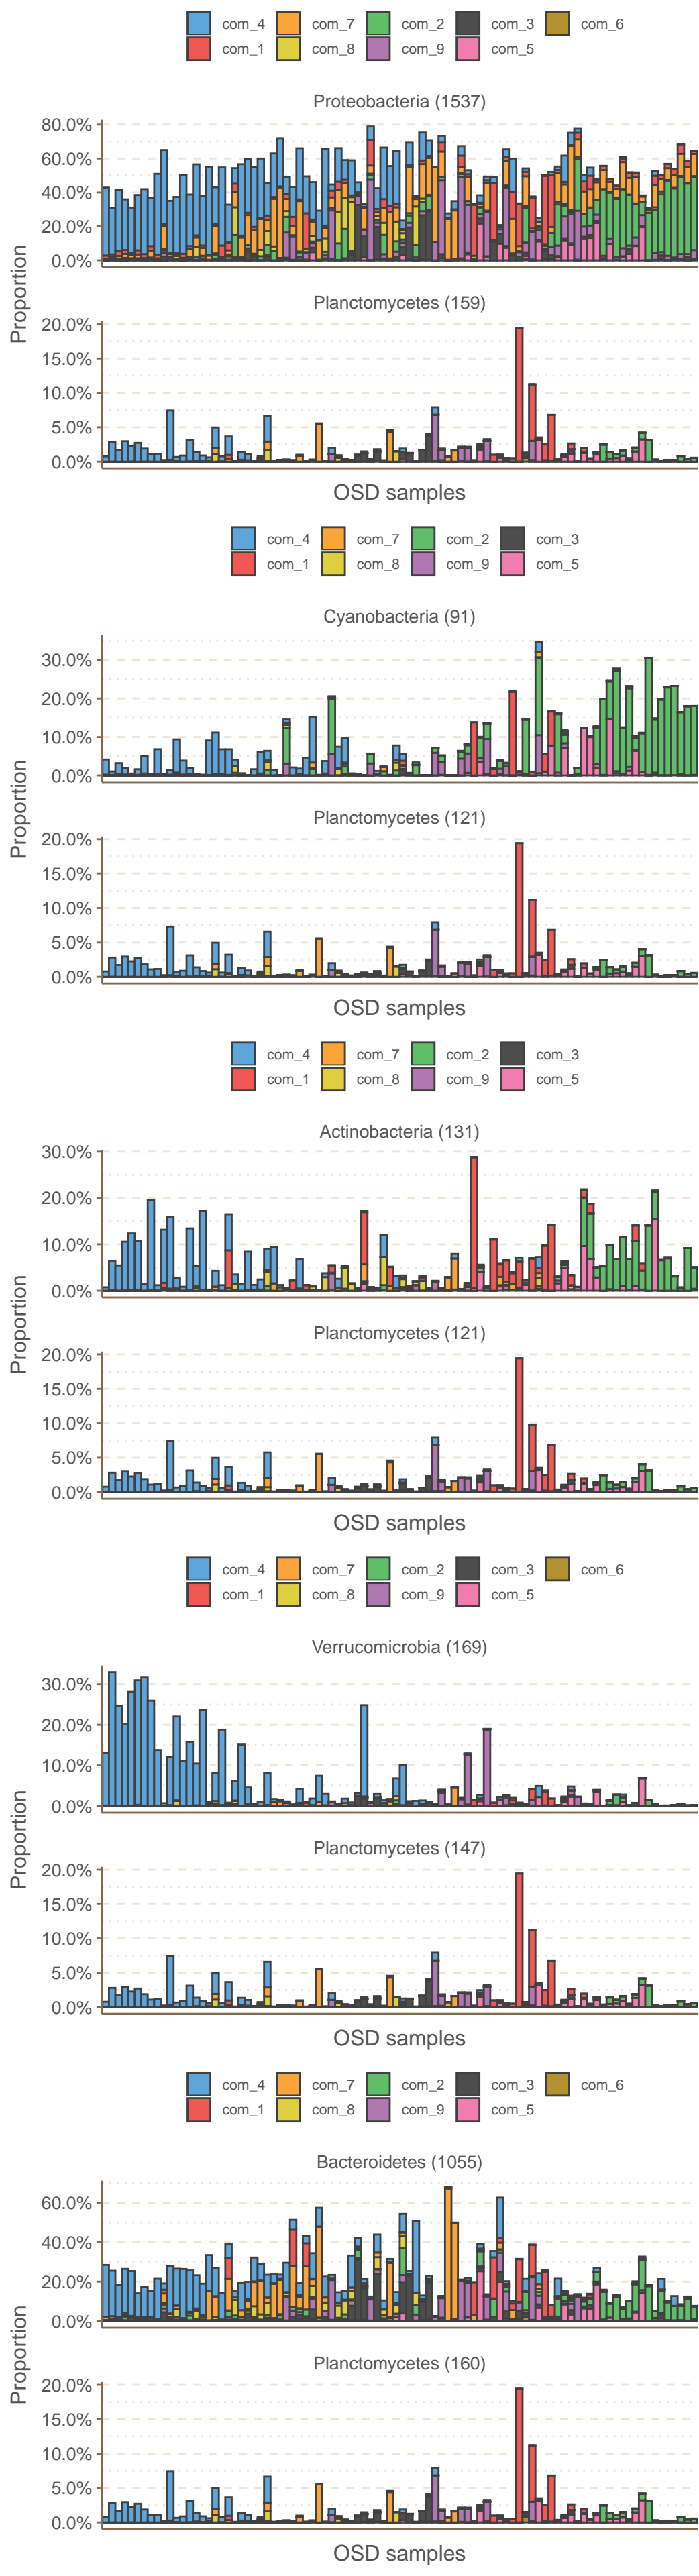 com_4 com_7 com_2 com_3 com_6
com_1 com_8 com_9 com_5
Proteobacteria (1537)
80.0%
60.0%
40.0%
20.0%
0.0%
Proportion
Planctomycetes (159)
20.0%
15.0%
10.0%
5.0%
0.0%
OSD samples
com_4 com_7 com_2 com_3
com_1 com_8 com_9 com_5
Cyanobacteria (91)
30.0%
20.0%
10.0%
0.0%
Proportion
Planctomycetes (121)
20.0%
15.0%
10.0%
5.0%
0.0%
OSD samples
com_4 com_7 com_2 com_3
com_1 com_8 com_9 com_5
Actinobacteria (131)
30.0%
20.0%
10.0%
0.0%
Proportion
Planctomycetes (121)
20.0%
15.0%
10.0%
5.0%
0.0%
OSD samples
com_4 com_7 com_2 com_3 com_6
com_1 com_8 com_9 com_5
Verrucomicrobia (169)
30.0%
20.0%
10.0%
0.0%
Proportion
Planctomycetes (147)
20.0%
15.0%
10.0%
5.0%
0.0%
OSD samples
com_4 com_7 com_2 com_3 com_6
com_1 com_8 com_9 com_5
Bacteroidetes (1055)
60.0%
40.0%
20.0%
0.0%
Proportion
Planctomycetes (160)
20.0%
15.0%
10.0%
5.0%
0.0%
OSD samples